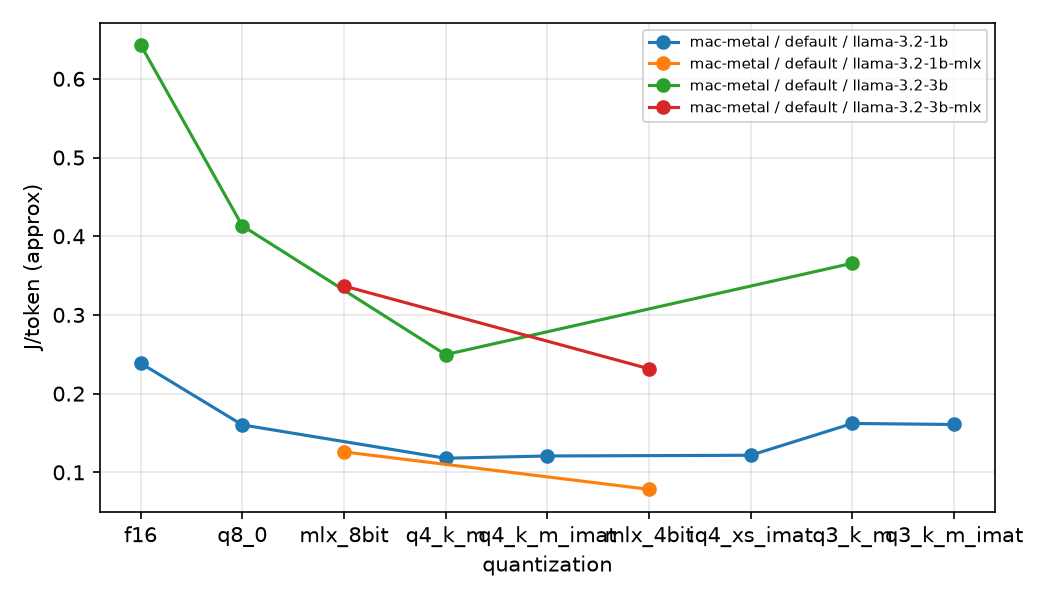 mac-metal / default / llama-3.2-1b
mac-metal / default / llama-3.2-1b-mlx
mac-metal / default / llama-3.2-3b
mac-metal / default / llama-3.2-3b-mlx
J/token (approx)
0.6
0.5
0.4
0.3
0.2
0.1
f16 q8_0 mlx_8bit q4_k_m q4_k_m_imat mlx_4bit iq4_xs_imat q3_k_m q3_k_m_imat
quantization